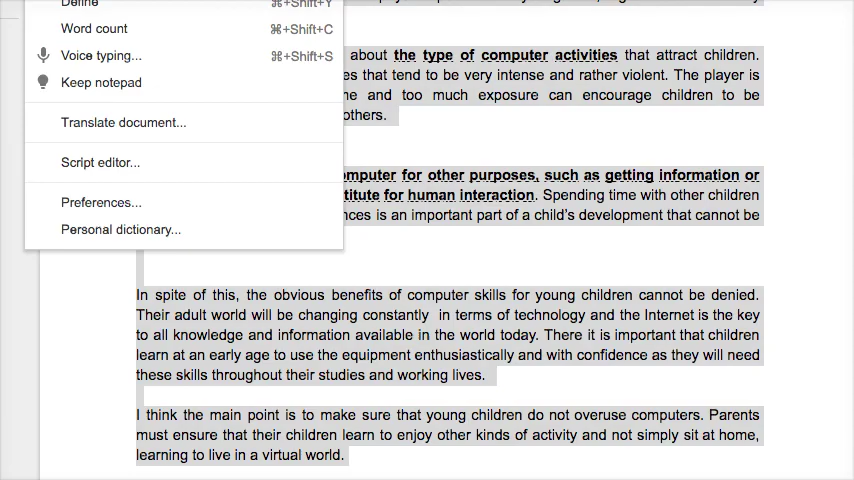 Define ⌘+Shift+Y
Word count ⌘+Shift+C
Voice typing... ⌘+Shift+S
Keep notepad
Translate document...
Script editor...
Preferences...
Personal dictionary...
about the type of computer activities that attract children.
es that tend to be very intense and rather violent. The player is
me and too much exposure can encourage children to be
others.
omputer for other purposes, such as getting information or
titute for human interaction. Spending time with other children
nces is an important part of a child's development that cannot be
In spite of this, the obvious benefits of computer skills for young children cannot be denied.
Their adult world will be changing constantly in terms of technology and the Internet is the key
to all knowledge and information available in the world today. There it is important that children
learn at an early age to use the equipment enthusiastically and with confidence as they will need
these skills throughout their studies and working lives.
I think the main point is to make sure that young children do not overuse computers. Parents
must ensure that their children learn to enjoy other kinds of activity and not simply sit at home,
learning to live in a virtual world.